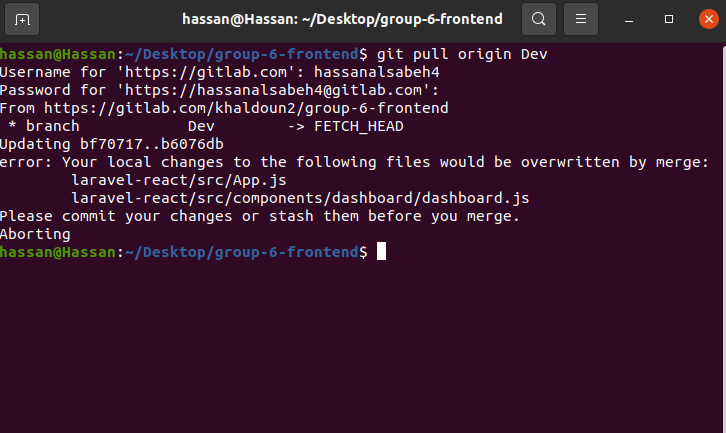 hassan@Hassan: ~/Desktop/group-6-frontend
hassan@Hassan:~/Desktop/group-6-frontend$ git pull origin Dev
Username for 'https://gitlab.com': hassanalsabeh4
Password for 'https://hassanalsabeh4@gitlab.com':
From https://gitlab.com/khaldoun2/group-6-frontend
 * branch            Dev        -> FETCH_HEAD
Updating bf70717..b6076db
error: Your local changes to the following files would be overwritten by merge:
        laravel-react/src/App.js
        laravel-react/src/components/dashboard/dashboard.js
Please commit your changes or stash them before you merge.
Aborting
hassan@Hassan:~/Desktop/group-6-frontend$